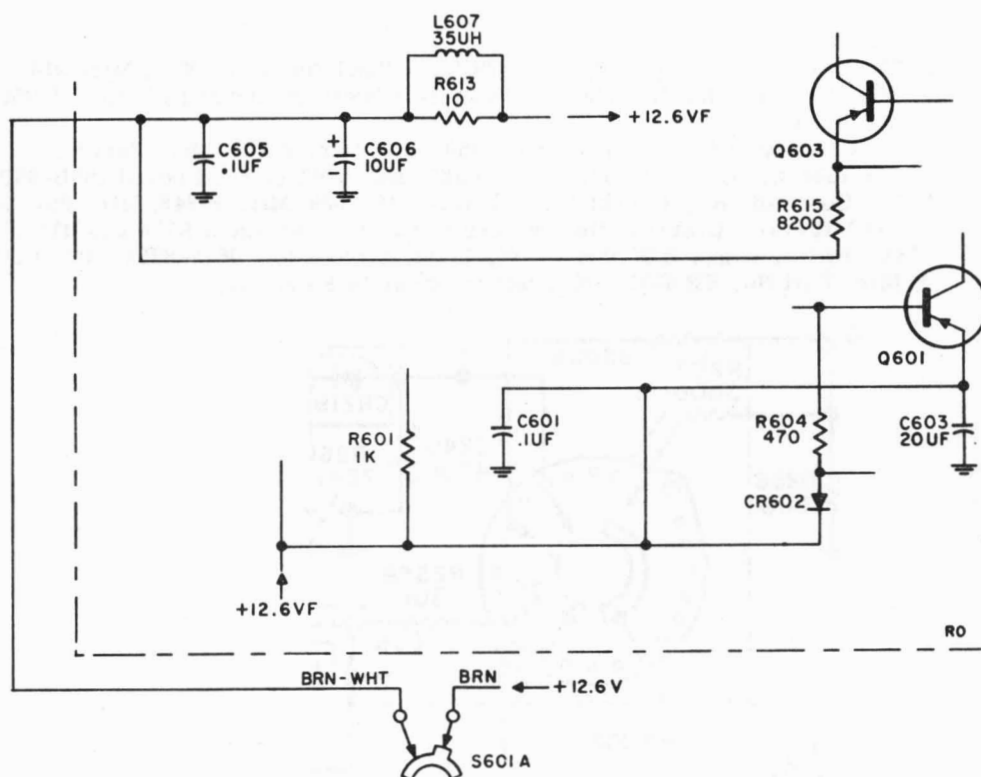 L607
35UH
R613
10
+12.6VF
C605
.1UF
+
C606
10UF
Q603
R615
8200
Q601
R601
1K
C601
.1UF
R604
470
C603
20UF
CR602
+12.6VF
RO
BRN-WHT
BRN
+12.6V
S601A